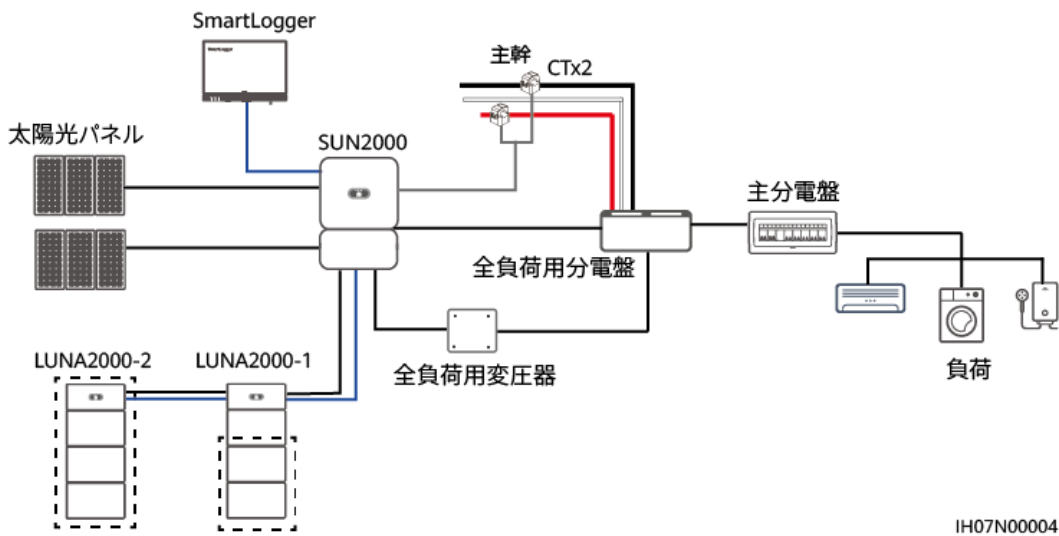 SmartLogger
主幹
CTx2
太陽光パネル
SUN2000
主分電盤
全負荷用分電盤
LUNA2000-2
LUNA2000-1
全負荷用変圧器
負荷
IH07N00004